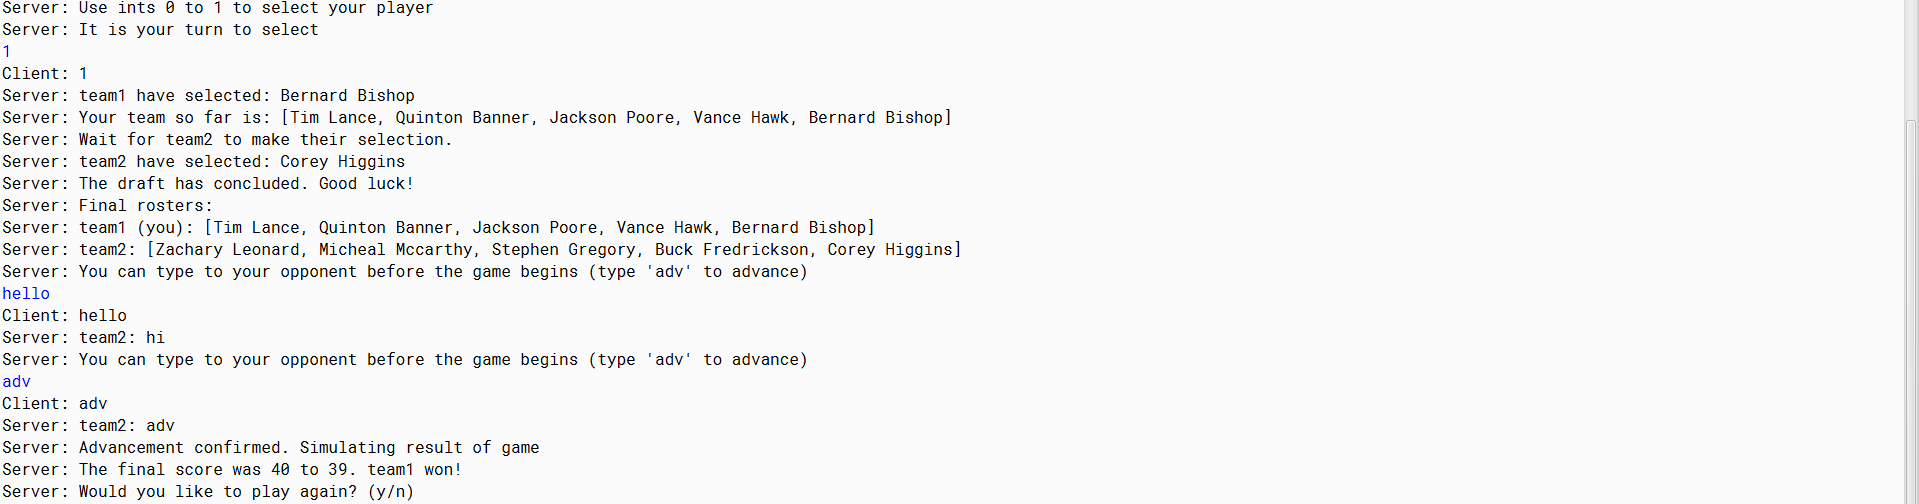 Server: Use ints 0 to 1 to select your player
Server: It is your turn to select
1
Client: 1
Server: team1 have selected: Bernard Bishop
Server: Your team so far is: [Tim Lance, Quinton Banner, Jackson Poore, Vance Hawk, Bernard Bishop]
Server: Wait for team2 to make their selection.
Server: team2 have selected: Corey Higgins
Server: The draft has concluded. Good luck!
Server: Final rosters:
Server: team1 (you): [Tim Lance, Quinton Banner, Jackson Poore, Vance Hawk, Bernard Bishop]
Server: team2: [Zachary Leonard, Micheal Mccarthy, Stephen Gregory, Buck Fredrickson, Corey Higgins]
Server: You can type to your opponent before the game begins (type 'adv' to advance)
hello
Client: hello
Server: team2: hi
Server: You can type to your opponent before the game begins (type 'adv' to advance)
adv
Client: adv
Server: team2: adv
Server: Advancement confirmed. Simulating result of game
Server: The final score was 40 to 39. team1 won!
Server: Would you like to play again? (y/n)